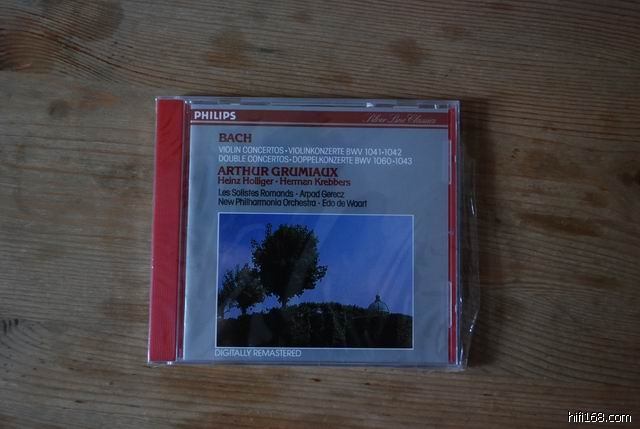 PHILIPS
Silver Line Classics
BACH
VIOLIN CONCERTOS•VIOLINKONZERTE BWV 1041•1042
DOUBLE CONCERTOS•DOPPELKONZERTE BWV 1060•1043
ARTHUR GRUMIAUX
Heinz Holliger • Herman Krebbers
Les Solistes Romands • Arpad Gerecz
New Philharmonia Orchestra • Edo de Waart
DIGITALLY REMASTERED
hifi168.com